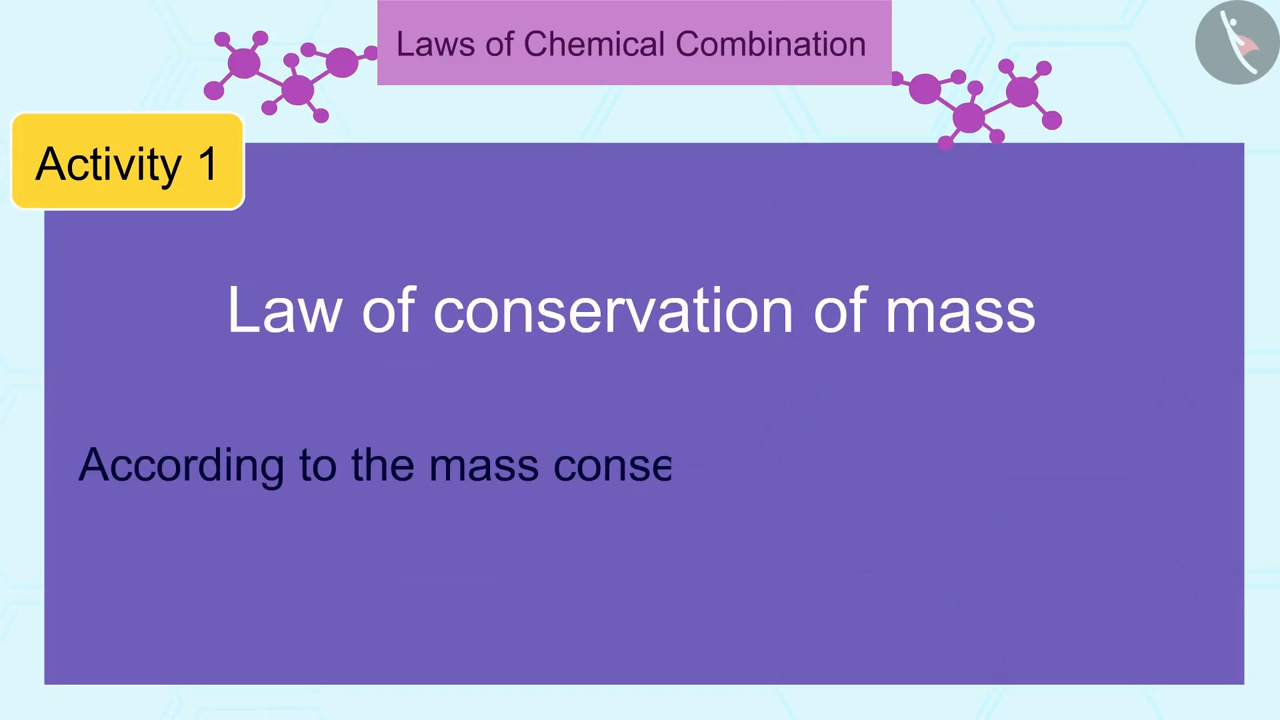 Laws of Chemical Combination
Activity 1
Law of conservation of mass
According to the mass conse